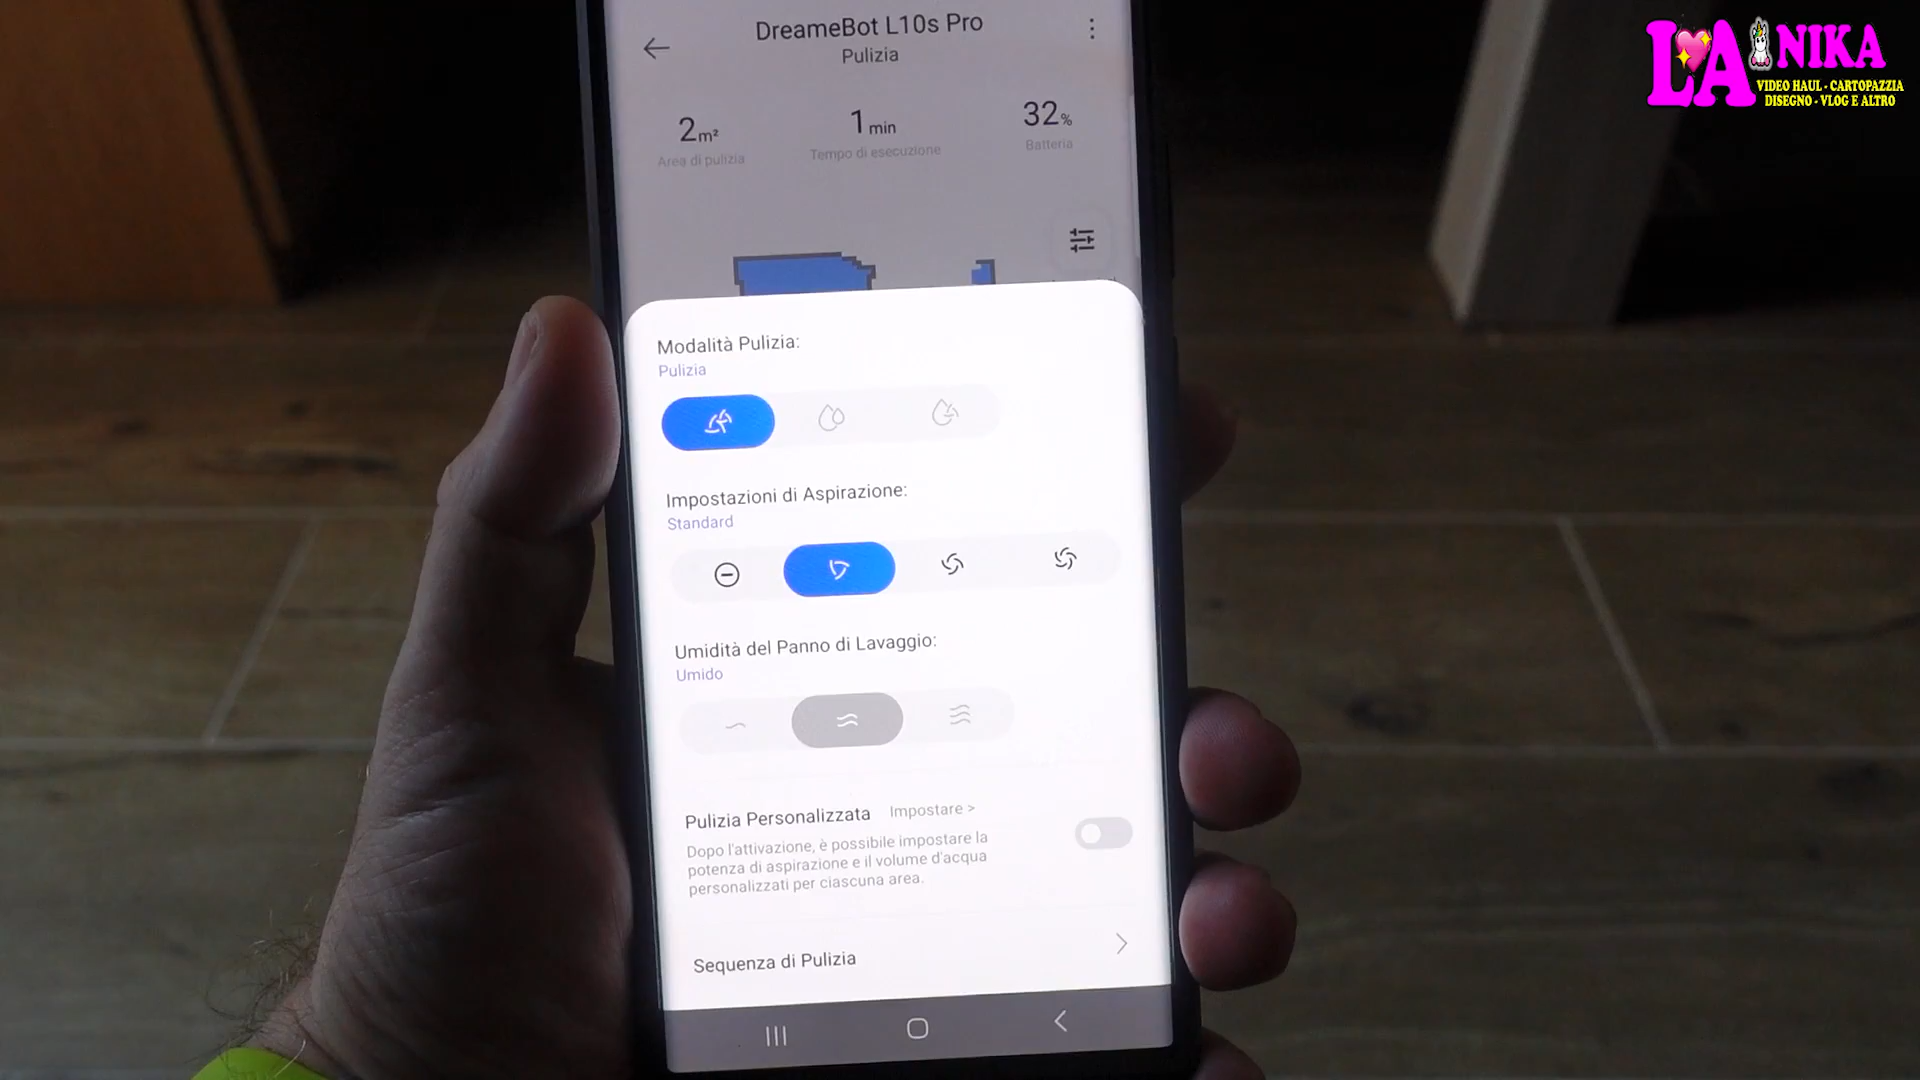 DreameBot L10s Pro
Pulizia
2 m²
1 min
32 %
Area di pulizia
Tempo di esecuzione
Batteria
Modalità Pulizia:
Pulizia
Impostazioni di Aspirazione:
Standard
Umidità del Panno di Lavaggio:
Umido
Pulizia Personalizzata Impostare >
Dopo l'attivazione, è possibile impostare la
potenza di aspirazione e il volume d'acqua
personalizzati per ciascuna area.
Sequenza di Pulizia
LA NIKA
VIDEO HAUL - CARTOPAZZIA
DISEGNO - VLOG E ALTRO